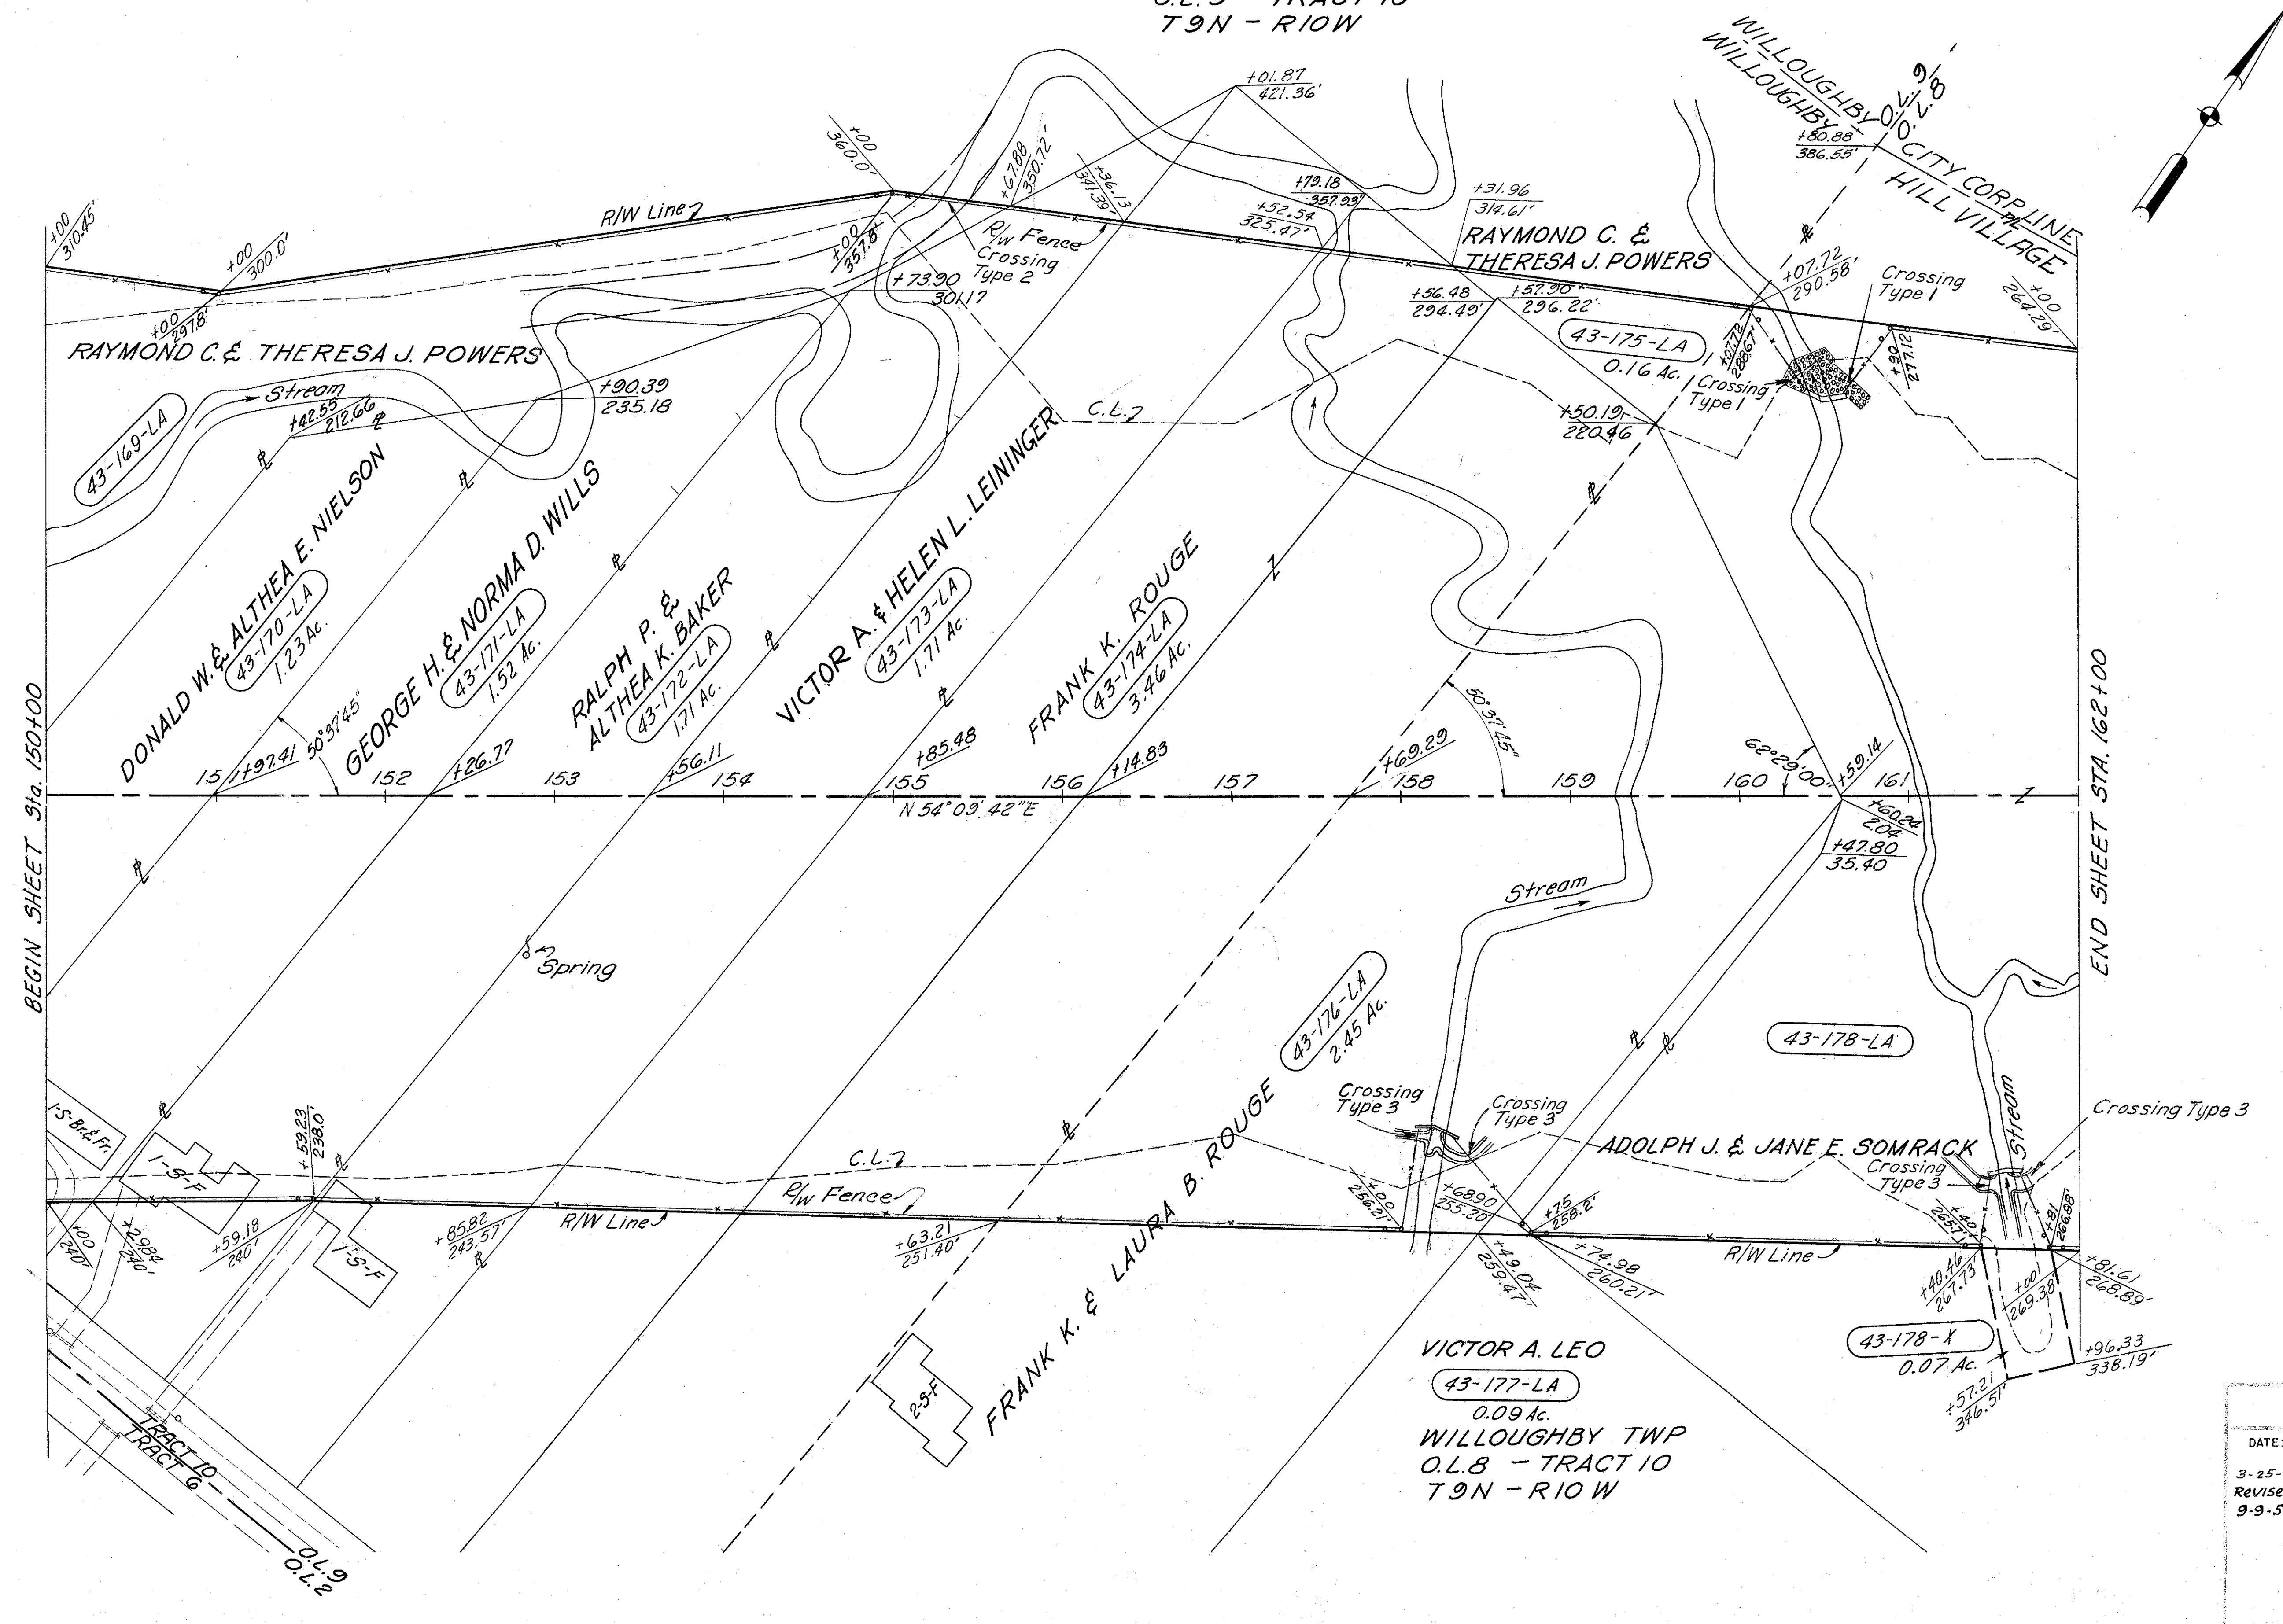 T9N - R10W
WILLOUGHBY
WILLOUGHBY
O.L. 9
O.L. 8
CITY CORP. LINE
HILL VILLAGE
+80.88
386.55'
+01.87
421.36'
+00
360.0'
+67.88
350.72'
+36.13
341.39'
+79.18
357.93'
+52.54
325.47'
+31.96
314.61'
RAYMOND C. &
THERESA J. POWERS
+07.72
290.58'
Crossing
Type 1
+00
264.29'
+00
310.45'
+00
300.0'
R/W Line
+00
357.8'
R/W Fence
Crossing
Type 2
+73.90
301.17
+56.48
294.49'
+57.90
296.22'
43-175-LA
0.16 Ac.
+07.72
288.67'
Crossing
Type 1
+90
277.12'
+00
297.8'
RAYMOND C. & THERESA J. POWERS
Stream
43-169-LA
+42.55
212.66
+90.39
235.18
C.L.
+50.19
220.46
DONALD W. & ALTHEA E. NIELSON
43-170-LA
1.23 Ac.
GEORGE H. & NORMA D. WILLS
43-171-LA
1.52 Ac.
RALPH P. &
ALTHEA K. BAKER
43-172-LA
1.71 Ac.
VICTOR A. & HELEN L. LEININGER
43-173-LA
1.71 Ac.
FRANK K. ROUGE
43-174-LA
3.46 Ac.
BEGIN SHEET Sta. 150+00
END SHEET STA. 162+00
50°37'45"
50°37'45"
62°29'00"
+97.41
+26.77
+56.11
+85.48
+14.83
+69.29
+59.14
151 152 153 154 155 156 157 158 159 160 161
N 54° 09' 42" E
+60.24
2.04
+47.80
35.40
Stream
Spring
43-176-LA
2.45 Ac.
43-178-LA
Crossing
Type 3
Crossing
Type 3
ADOLPH J. & JANE E. SOMRACK
Crossing
Type 3
Stream
Crossing Type 3
1-S-Br.& Fr.
1-S-F
1-S-F
+59.23
238.0'
C.L.
R/W Fence
R/W Line
+00
240'
+29.84
240'
+59.18
240'
+85.82
243.57'
+63.21
251.40'
+00
256.21'
+68.90
255.20'
+75
258.2'
+49.04
259.47'
+74.98
260.21'
R/W Line
+40
265.71'
+81
266.88'
+40.46
267.73'
+00
269.38'
+81.61
268.89'
FRANK K. & LAURA B. ROUGE
2-S-F
VICTOR A. LEO
43-177-LA
0.09 Ac.
WILLOUGHBY TWP
O.L. 8 - TRACT 10
T9N - R10W
43-178-X
0.07 Ac.
+57.21
346.51'
+96.33
338.19'
TRACT 10
TRACT 6
O.L. 9
O.L. 2
DATE:
3-25-
Revise
9-9-5